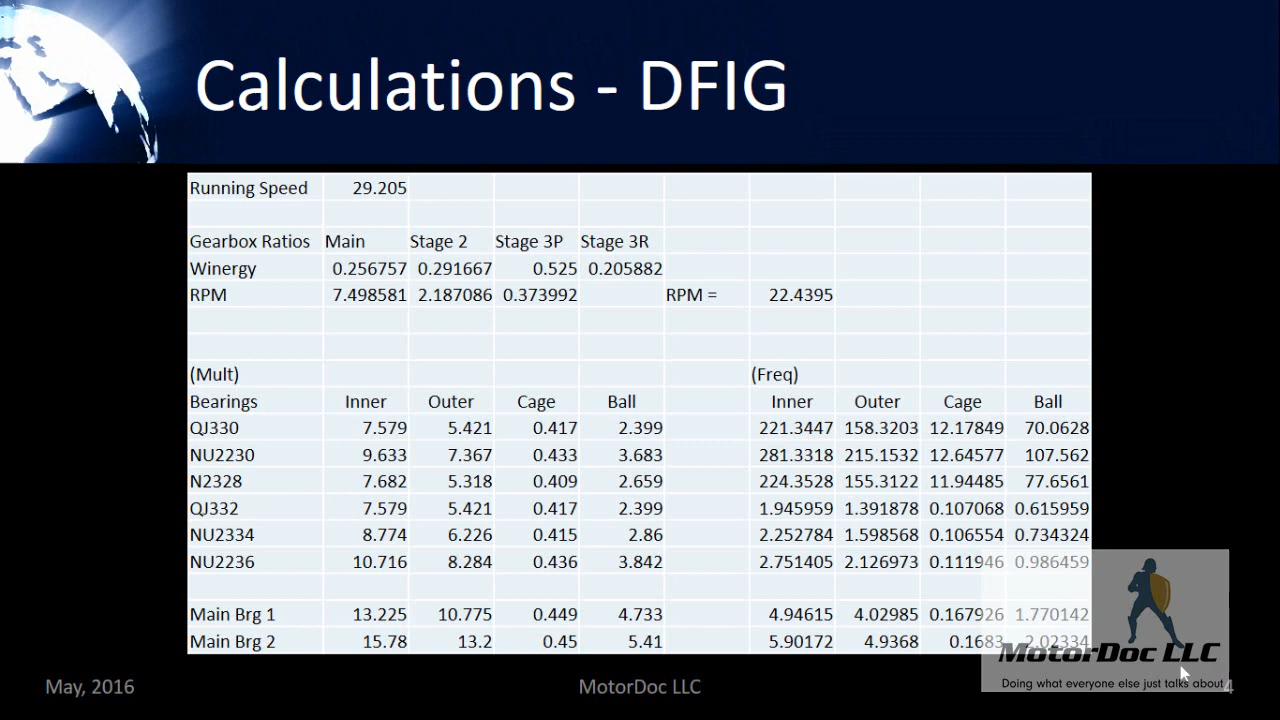 Calculations - DFIG
Running Speed 29.205
Gearbox Ratios Main Stage 2 Stage 3P Stage 3R
Winergy 0.256757 0.291667 0.525 0.205882
RPM 7.498581 2.187086 0.373992 RPM = 22.4395
(Mult) (Freq)
Bearings Inner Outer Cage Ball Inner Outer Cage Ball
QJ330 7.579 5.421 0.417 2.399 221.3447 158.3203 12.17849 70.0628
NU2230 9.633 7.367 0.433 3.683 281.3318 215.1532 12.64577 107.562
N2328 7.682 5.318 0.409 2.659 224.3528 155.3122 11.94485 77.6561
QJ332 7.579 5.421 0.417 2.399 1.945959 1.391878 0.107068 0.615959
NU2334 8.774 6.226 0.415 2.86 2.252784 1.598568 0.106554 0.734324
NU2236 10.716 8.284 0.436 3.842 2.751405 2.126973 0.111946 0.986459
Main Brg 1 13.225 10.775 0.449 4.733 4.94615 4.02985 0.167926 1.770142
Main Brg 2 15.78 13.2 0.45 5.41 5.90172 4.9368 0.1683 2.02334
MotorDoc LLC
Doing what everyone else just talks about
May, 2016 MotorDoc LLC 4